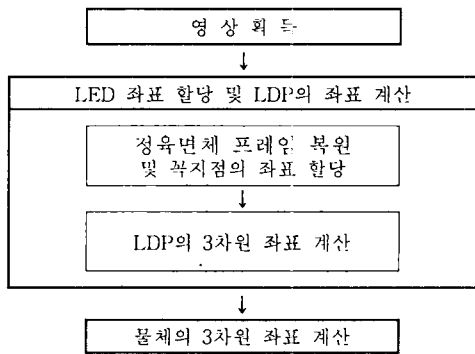 영 상 획 득
↓
LED 좌표 할당 및 LDP의 좌표 계산
정육면체 프레임 복원
및 꼭지점의 좌표 할당
↓
LDP의 3차원 좌표 계산
↓
물체의 3차원 좌표 계산